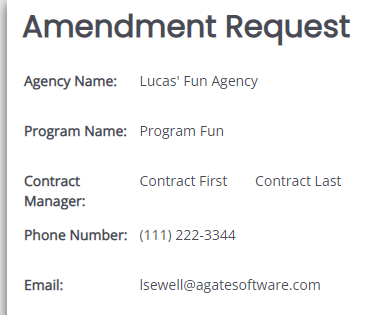 Amendment Request
Agency Name: Lucas' Fun Agency
Program Name: Program Fun
Contract Manager: Contract First Contract Last
Phone Number: (111) 222-3344
Email: lsewell@agatesoftware.com